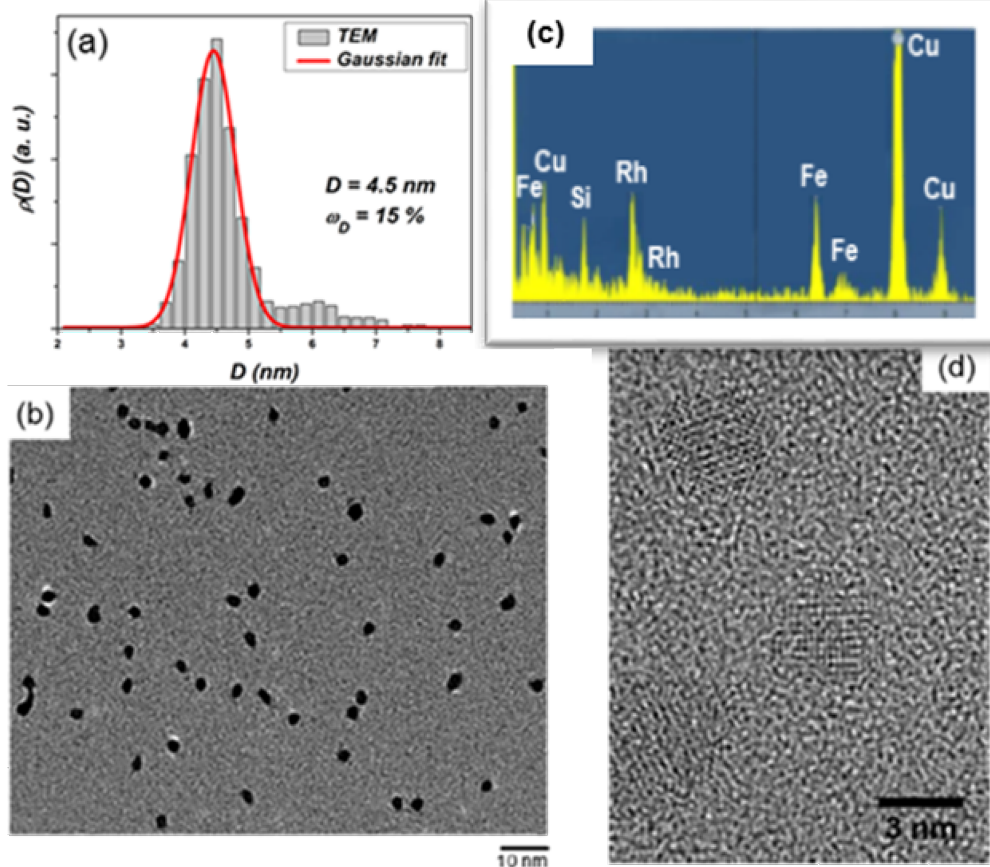 (a)
TEM
Gaussian fit
ρ(D) (a. u.)
D = 4.5 nm
ω_D = 15 %
2 3 4 5 6 7 8
D (nm)
(c)
Cu
Cu
Fe
Si
Rh
Rh
Fe
Fe
Cu
(b)
10 nm
(d)
3 nm